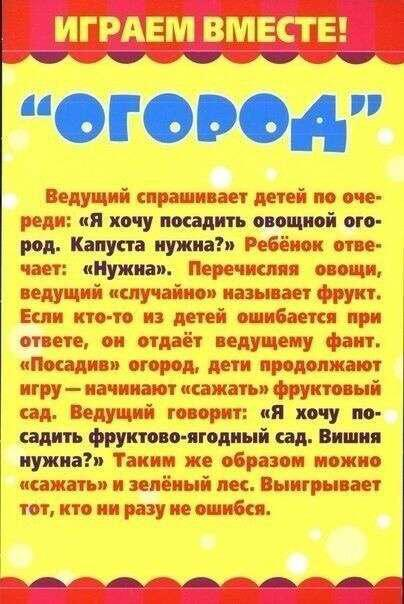 ИГРАЕМ ВМЕСТЕ!
“ОГОРОД”
Ведущий спрашивает детей по оче-
реди: «Я хочу посадить овощной ого-
род. Капуста нужна?» Ребёнок отве-
чает: «Нужна». Перечисляя овощи,
ведущий «случайно» называет фрукт.
Если кто-то из детей ошибается при
ответе, он отдаёт ведущему фант.
«Посадив» огород, дети продолжают
игру — начинают «сажать» фруктовый
сад. Ведущий говорит: «Я хочу по-
садить фруктово-ягодный сад. Вишня
нужна?» Таким же образом можно
«сажать» и зелёный лес. Выигрывает
тот, кто ни разу не ошибся.